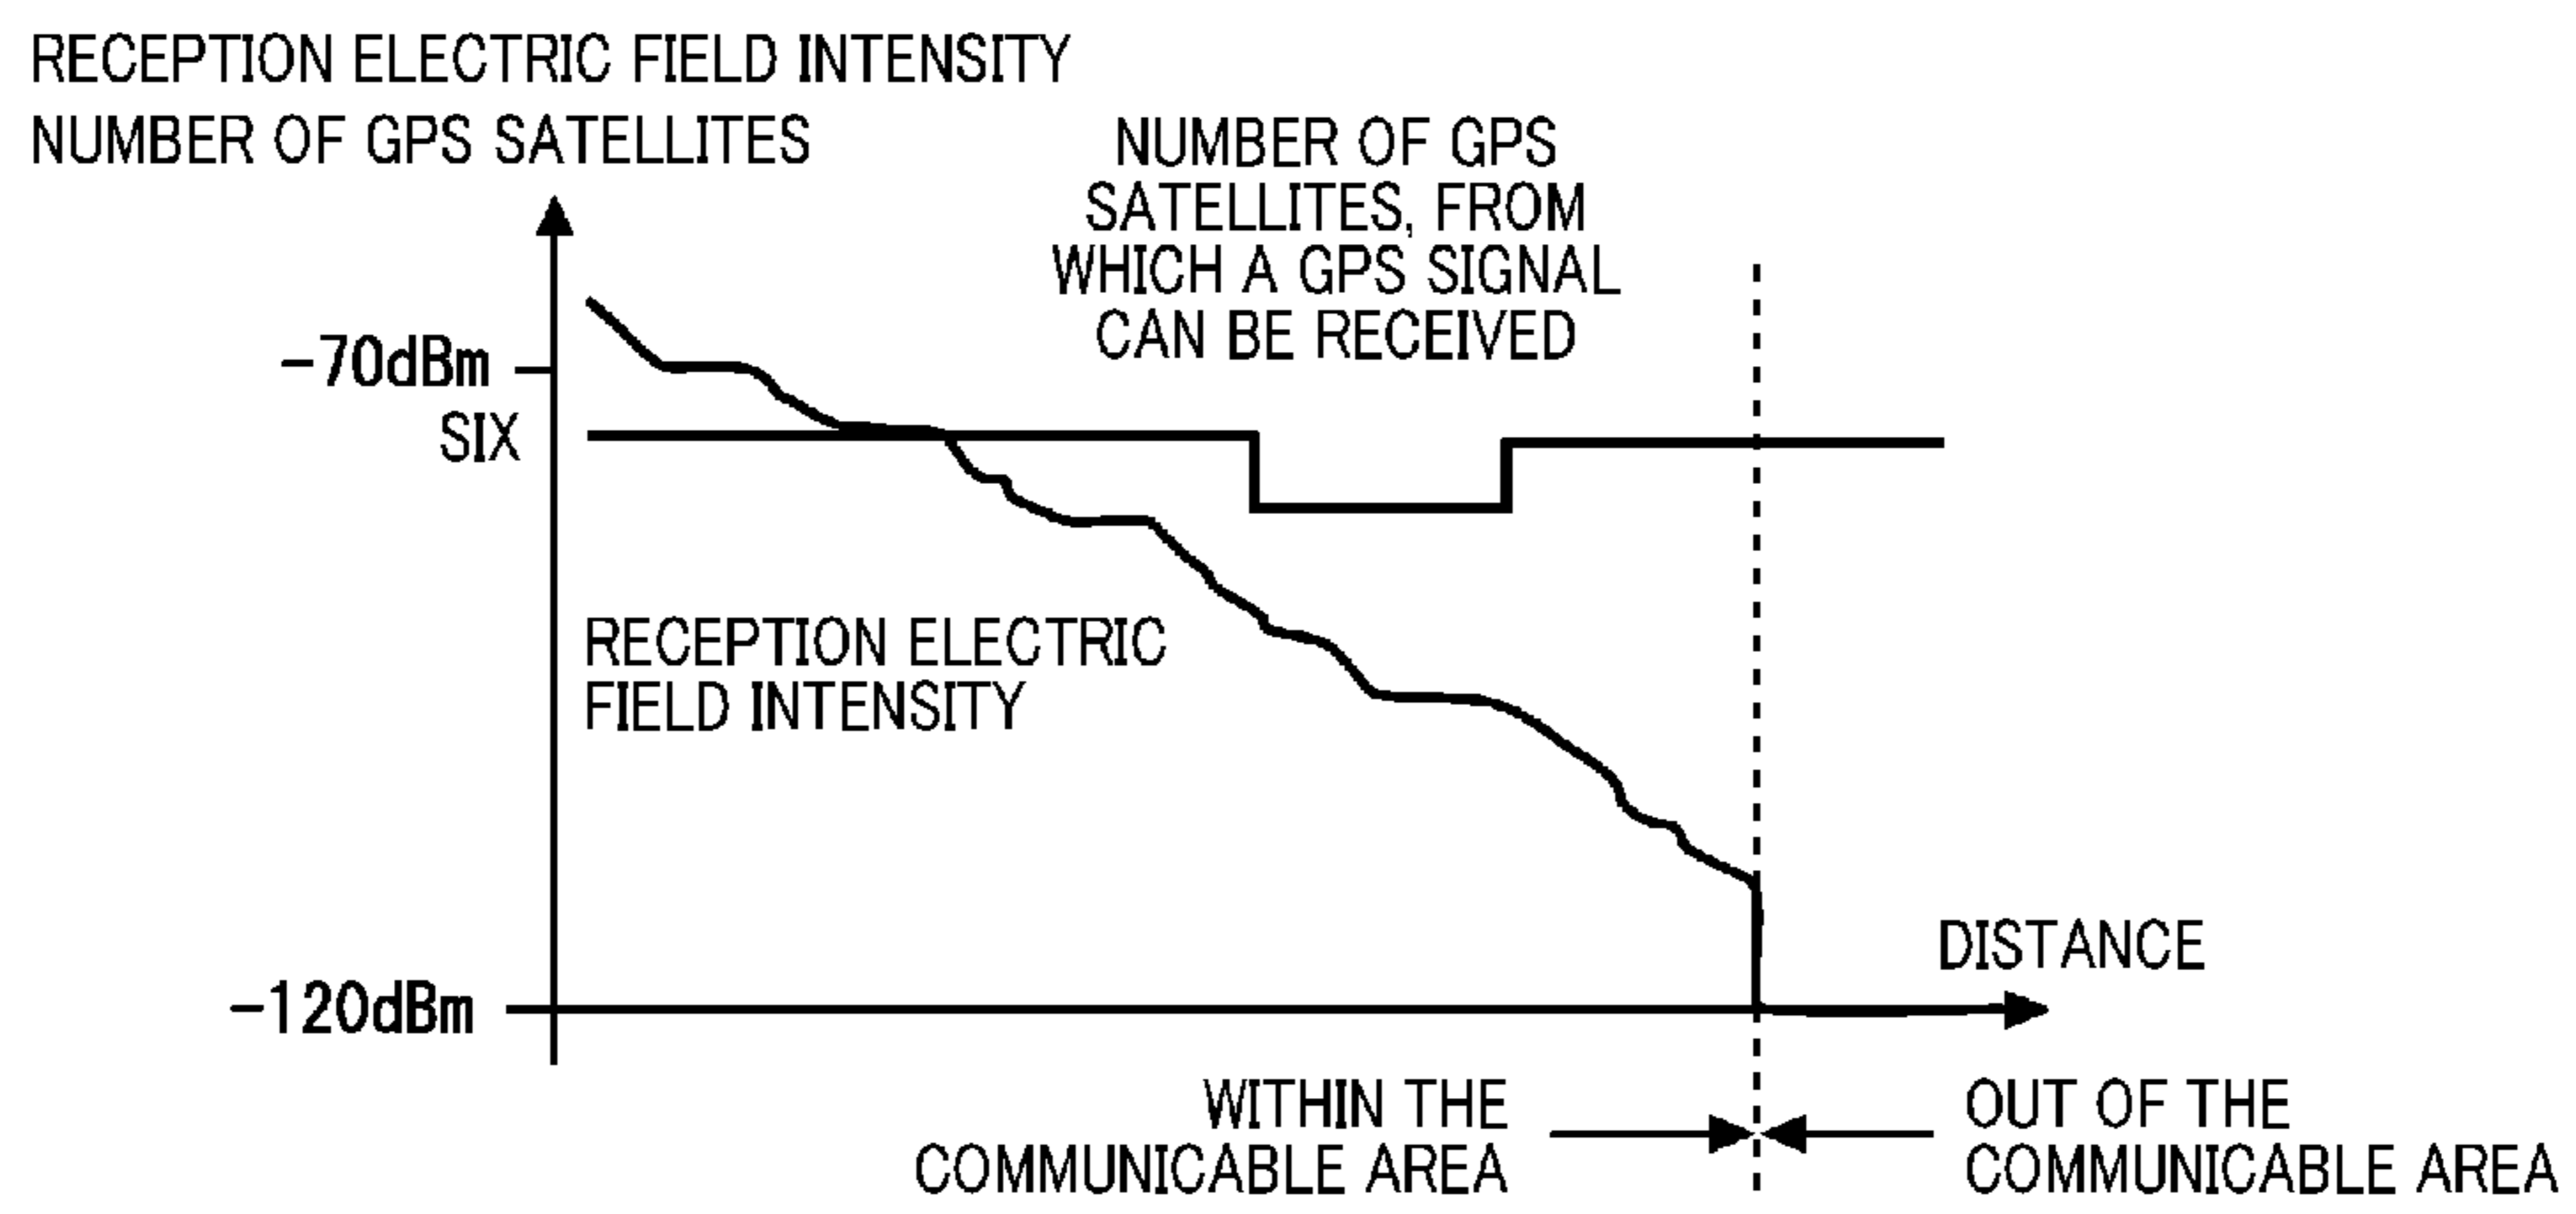 RECEPTION ELECTRIC FIELD INTENSITY
NUMBER OF GPS SATELLITES
NUMBER OF GPS
SATELLITES, FROM
WHICH A GPS SIGNAL
CAN BE RECEIVED
-70dBm
SIX
RECEPTION ELECTRIC
FIELD INTENSITY
DISTANCE
-120dBm
WITHIN THE
COMMUNICABLE AREA
OUT OF THE
COMMUNICABLE AREA